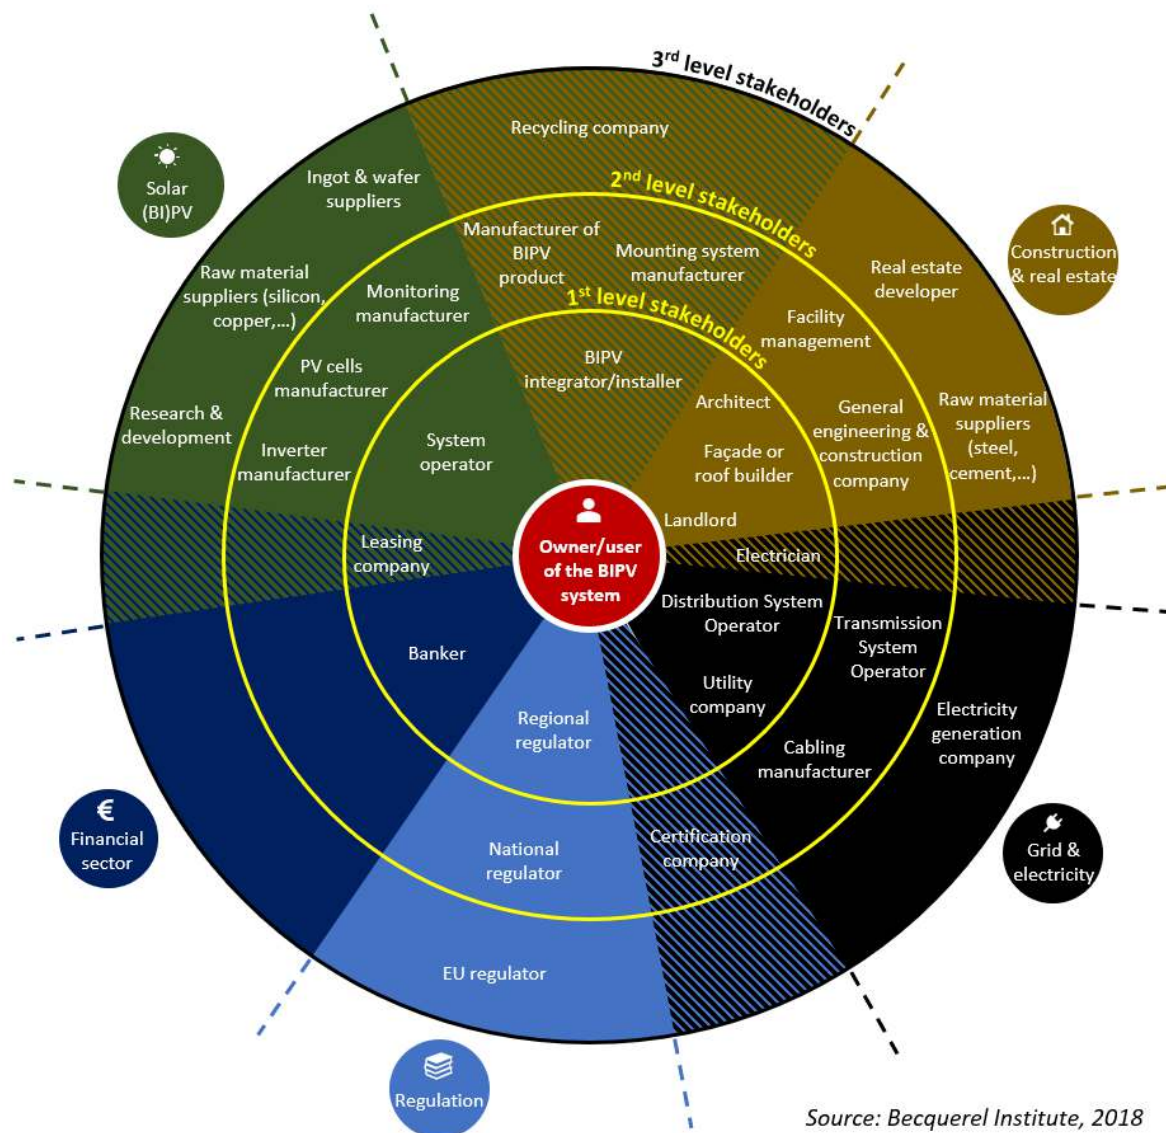 3rd level stakeholders
Recycling company
2nd level stakeholders
Manufacturer of
BIPV
product
Mounting system
manufacturer
1st level stakeholders
BIPV
integrator/installer
Solar
(BI)PV
Ingot & wafer
suppliers
Raw material
suppliers (silicon,
copper,...)
Monitoring
manufacturer
PV cells
manufacturer
Research &
development
Inverter
manufacturer
System
operator
Construction
& real estate
Real estate
developer
Facility
management
Architect
General
engineering &
construction
company
Raw material
suppliers
(steel,
cement,...)
Façade or
roof builder
Landlord
Leasing
company
Owner/user
of the BIPV
system
Electrician
Distribution System
Operator
Transmission
System
Operator
Utility
company
Electricity
generation
company
Cabling
manufacturer
Grid &
electricity
Banker
€
Financial
sector
Regional
regulator
National
regulator
Certification
company
EU regulator
Regulation
Source: Becquerel Institute, 2018